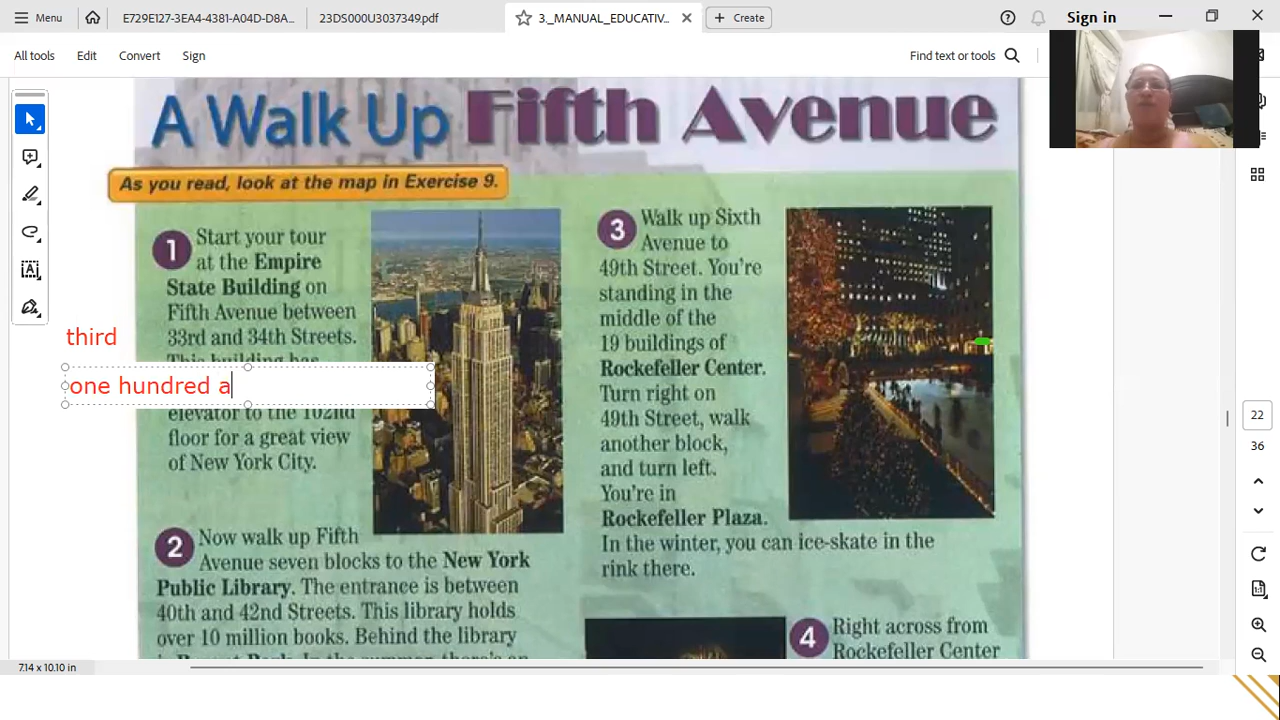 Menu
E729E127-3EA4-4381-A04D-D8A...
23DS000U3037349.pdf
3._MANUAL_EDUCATIV...
Create
Sign in
All tools
Edit
Convert
Sign
Find text or tools
A Walk Up Fifth Avenue
As you read, look at the map in Exercise 9.
1 Start your tour
at the Empire
State Building on
Fifth Avenue between
33rd and 34th Streets.
This building has
third
one hundred a
elevator to the 102nd
floor for a great view
of New York City.
2 Now walk up Fifth
Avenue seven blocks to the New York
Public Library. The entrance is between
40th and 42nd Streets. This library holds
over 10 million books. Behind the library
3 Walk up Sixth
Avenue to
49th Street. You're
standing in the
middle of the
19 buildings of
Rockefeller Center.
Turn right on
49th Street, walk
another block,
and turn left.
You're in
Rockefeller Plaza.
In the winter, you can ice-skate in the
rink there.
4 Right across from
Rockefeller Center
22
36
7.14 x 10.10 in